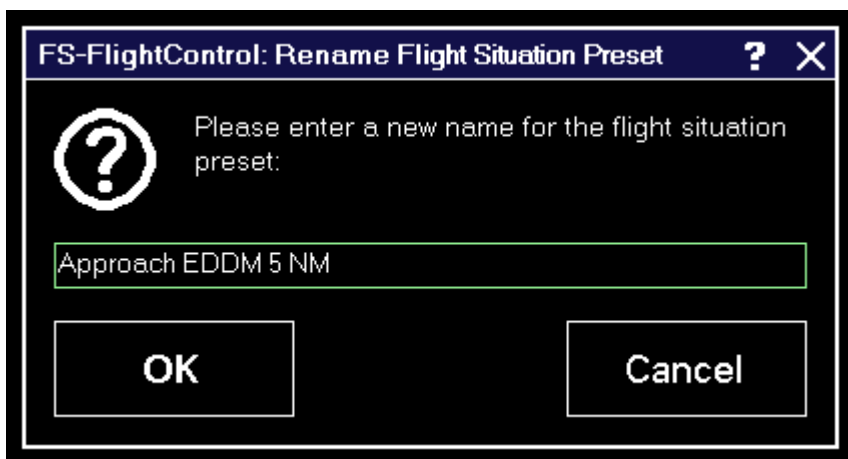 FS-FlightControl: Rename Flight Situation Preset ? X
Please enter a new name for the flight situation
preset:
Approach EDDM 5 NM
OK Cancel